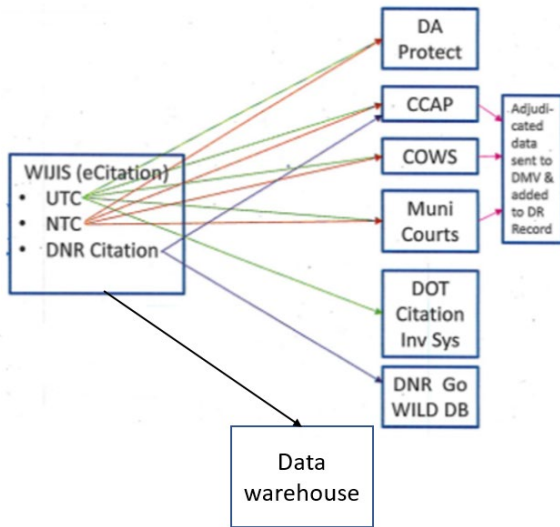 DA
Protect
CCAP
Adjudi-
cated
data
sent to
DMV &
added
to DR
Record
COWS
WIJIS (eCitation)
• UTC
• NTC
• DNR Citation
Muni
Courts
DOT
Citation
Inv Sys
DNR Go
WILD DB
Data
warehouse